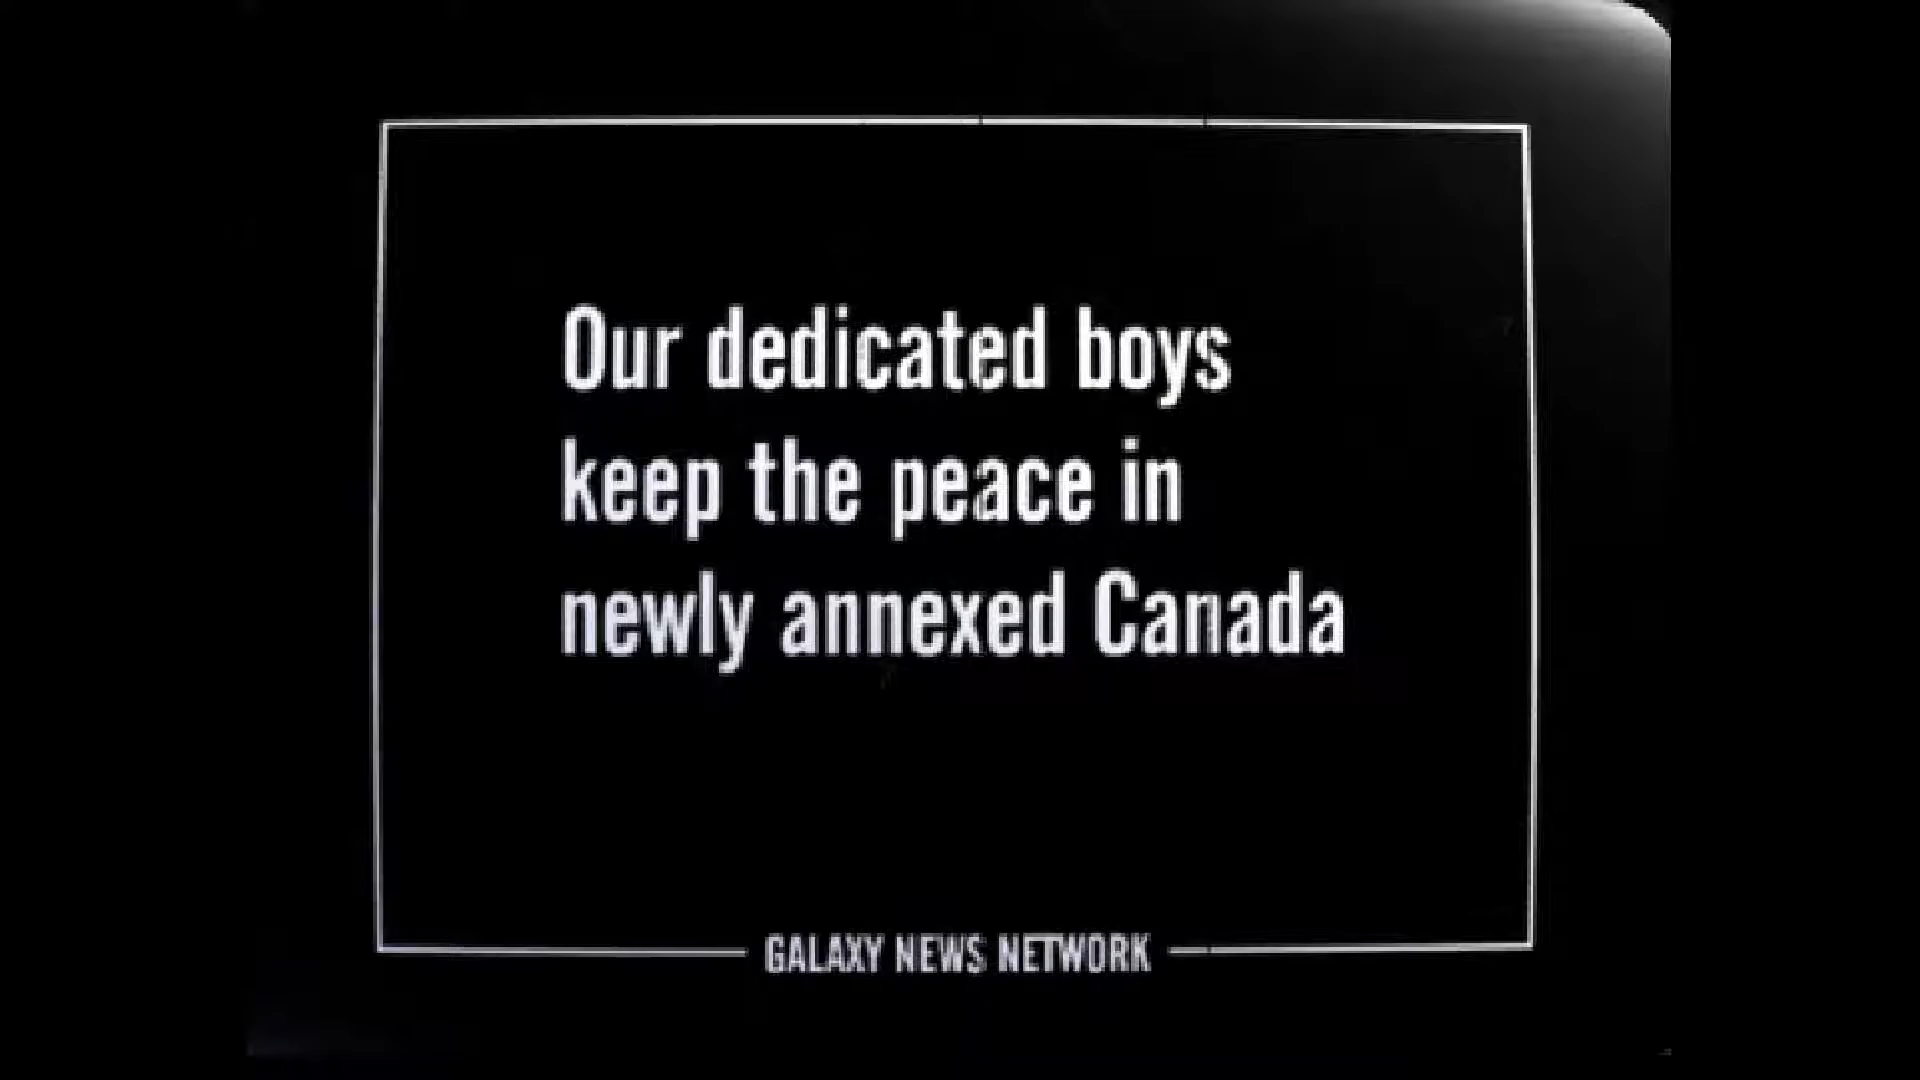 Our dedicated boys
keep the peace in
newly annexed Canada
GALAXY NEWS NETWORK